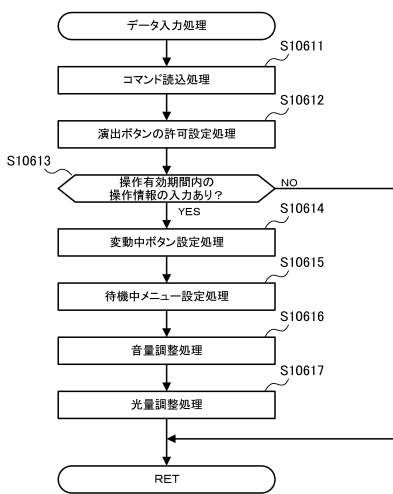 データ入力処理
S10611
コマンド読込処理
S10612
演出ボタンの許可設定処理
S10613
操作有効期間内の
操作情報の入力あり?
NO
YES
S10614
変動中ボタン設定処理
S10615
待機中メニュー設定処理
S10616
音量調整処理
S10617
光量調整処理
RET